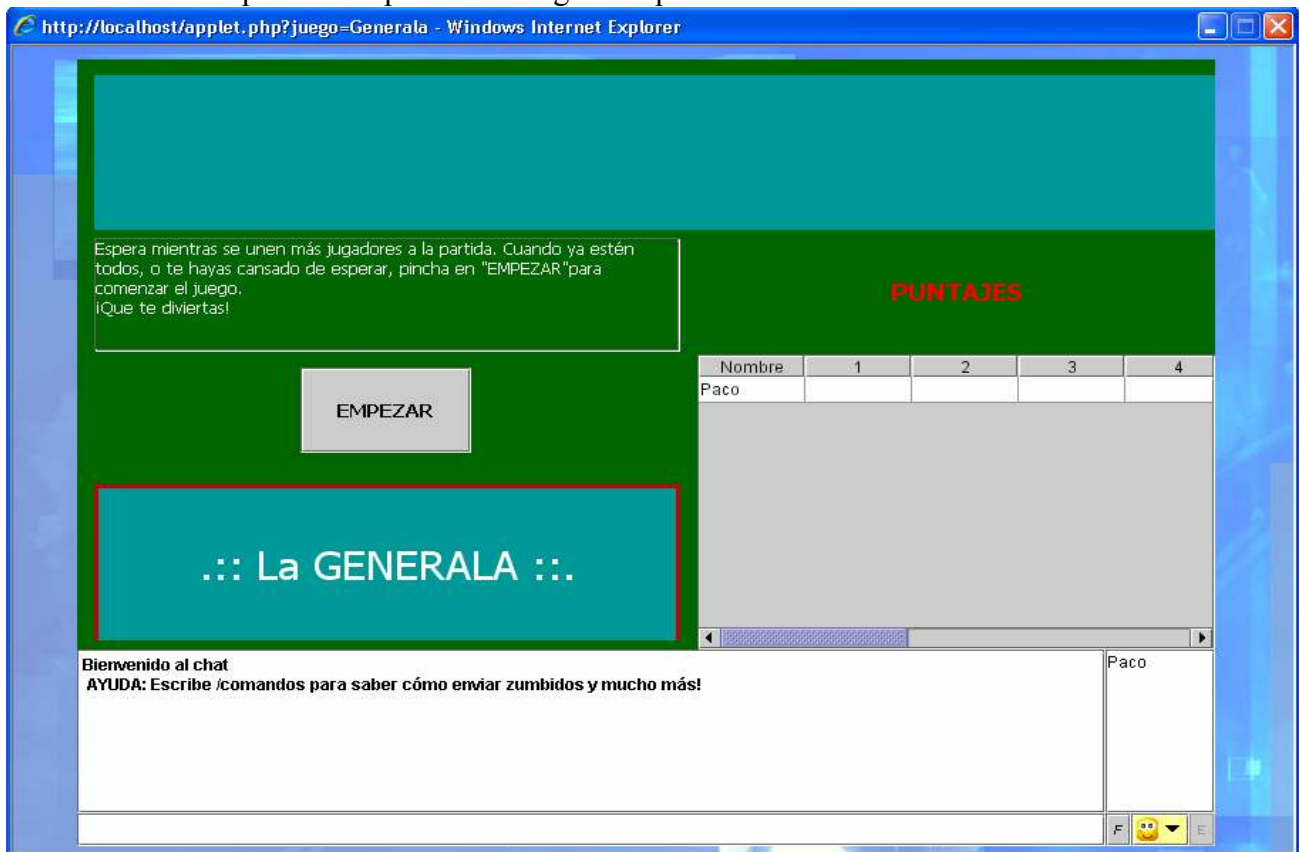 http://localhost/applet.php?juego=Generala - Windows Internet Explorer
Espera mientras se unen más jugadores a la partida. Cuando ya estén
todos, o te hayas cansado de esperar, pincha en "EMPEZAR"para
comenzar el juego.
¡Que te diviertas!
PUNTAJES
EMPEZAR
Nombre 1 2 3 4
Paco
.:: La GENERALA ::.
Bienvenido al chat
AYUDA: Escribe /comandos para saber cómo enviar zumbidos y mucho más!
Paco
F E